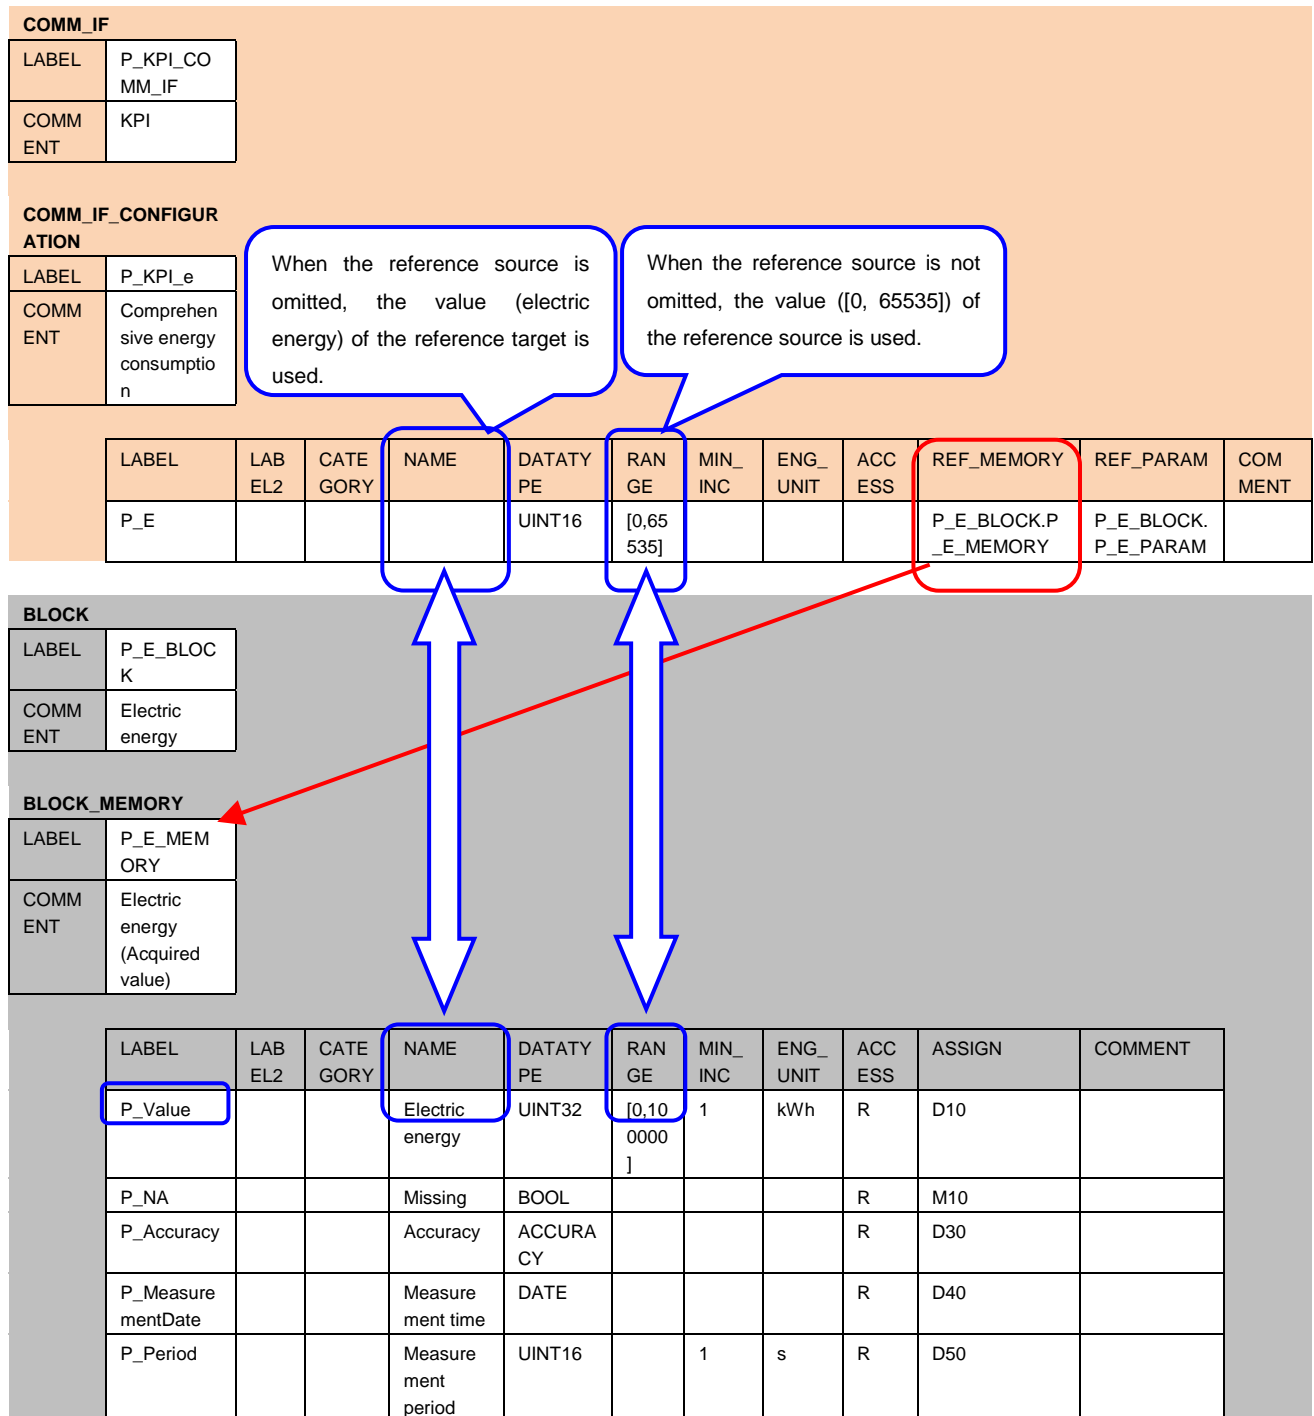 COMM_IF
LABEL P_KPI_CO
MM_IF
COMM
ENT KPI
COMM_IF_CONFIGUR
ATION
LABEL P_KPI_e
COMM
ENT Comprehen
sive energy
consumptio
n
When the reference source is
omitted, the value (electric
energy) of the reference target is
used.
When the reference source is not
omitted, the value ([0, 65535]) of
the reference source is used.
LABEL LAB
EL2 CATE
GORY NAME DATATY
PE RAN
GE MIN_
INC ENG_
UNIT ACC
ESS REF_MEMORY REF_PARAM COM
MENT
P_E UINT16 [0,65
535] P_E_BLOCK.P
_E_MEMORY P_E_BLOCK.
P_E_PARAM
BLOCK
LABEL P_E_BLOC
K
COMM
ENT Electric
energy
BLOCK_MEMORY
LABEL P_E_MEM
ORY
COMM
ENT Electric
energy
(Acquired
value)
LABEL LAB
EL2 CATE
GORY NAME DATATY
PE RAN
GE MIN_
INC ENG_
UNIT ACC
ESS ASSIGN COMMENT
P_Value Electric
energy UINT32 [0,10
0000
] 1 kWh R D10
P_NA Missing BOOL R M10
P_Accuracy Accuracy ACCURA
CY R D30
P_Measure
mentDate Measure
ment time DATE R D40
P_Period Measure
ment
period UINT16 1 s R D50